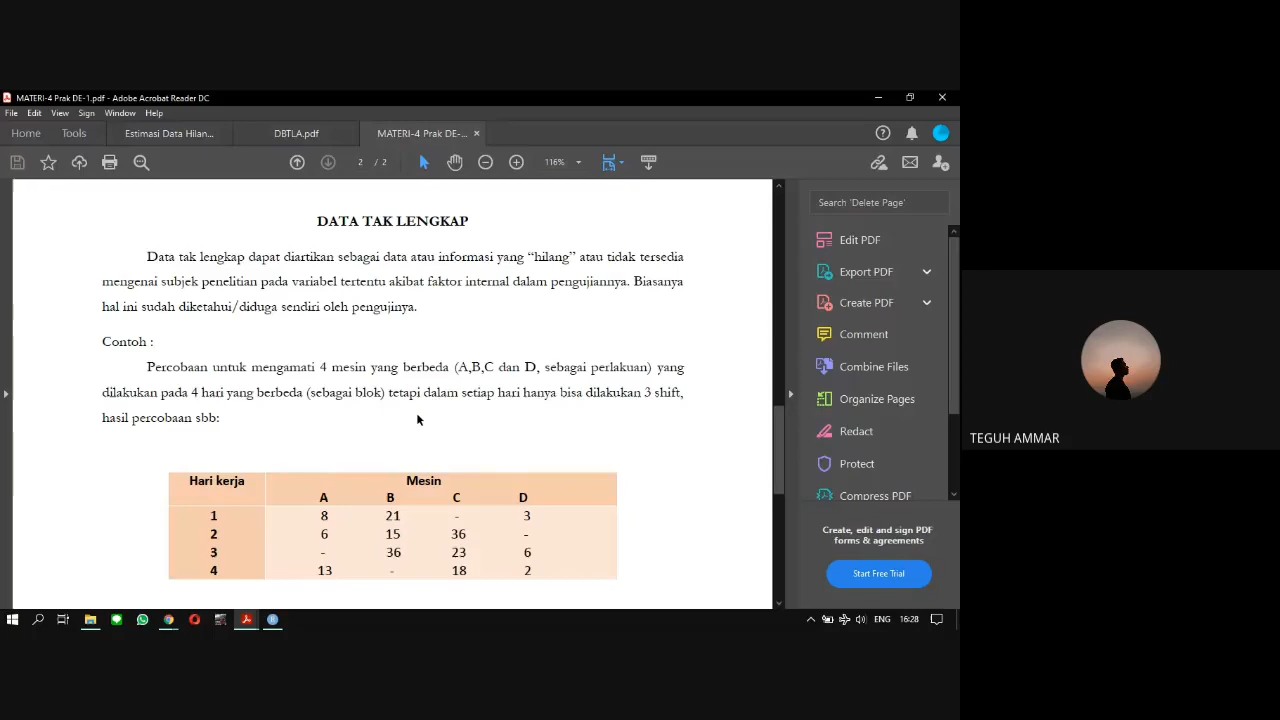 MATERI-4 Prak DE-1.pdf - Adobe Acrobat Reader DC
File Edit View Sign Window Help
Home Tools Estimasi Data Hilan... DBTLA.pdf MATERI-4 Prak DE-... ×
2 / 2 116%
DATA TAK LENGKAP
Data tak lengkap dapat diartikan sebagai data atau informasi yang “hilang” atau tidak tersedia
mengenai subjek penelitian pada variabel tertentu akibat faktor internal dalam pengujiannya. Biasanya
hal ini sudah diketahui/diduga sendiri oleh pengujinya.
Contoh :
Percobaan untuk mengamati 4 mesin yang berbeda (A,B,C dan D, sebagai perlakuan) yang
dilakukan pada 4 hari yang berbeda (sebagai blok) tetapi dalam setiap hari hanya bisa dilakukan 3 shift,
hasil percobaan sbb:
Hari kerja Mesin
A B C D
1 8 21 - 3
2 6 15 36 -
3 - 36 23 6
4 13 - 18 2
Search 'Delete Page'
Edit PDF
Export PDF
Create PDF
Comment
Combine Files
Organize Pages
Redact
Protect
Compress PDF
Create, edit and sign PDF
forms & agreements
Start Free Trial
ENG 16:28
TEGUH AMMAR